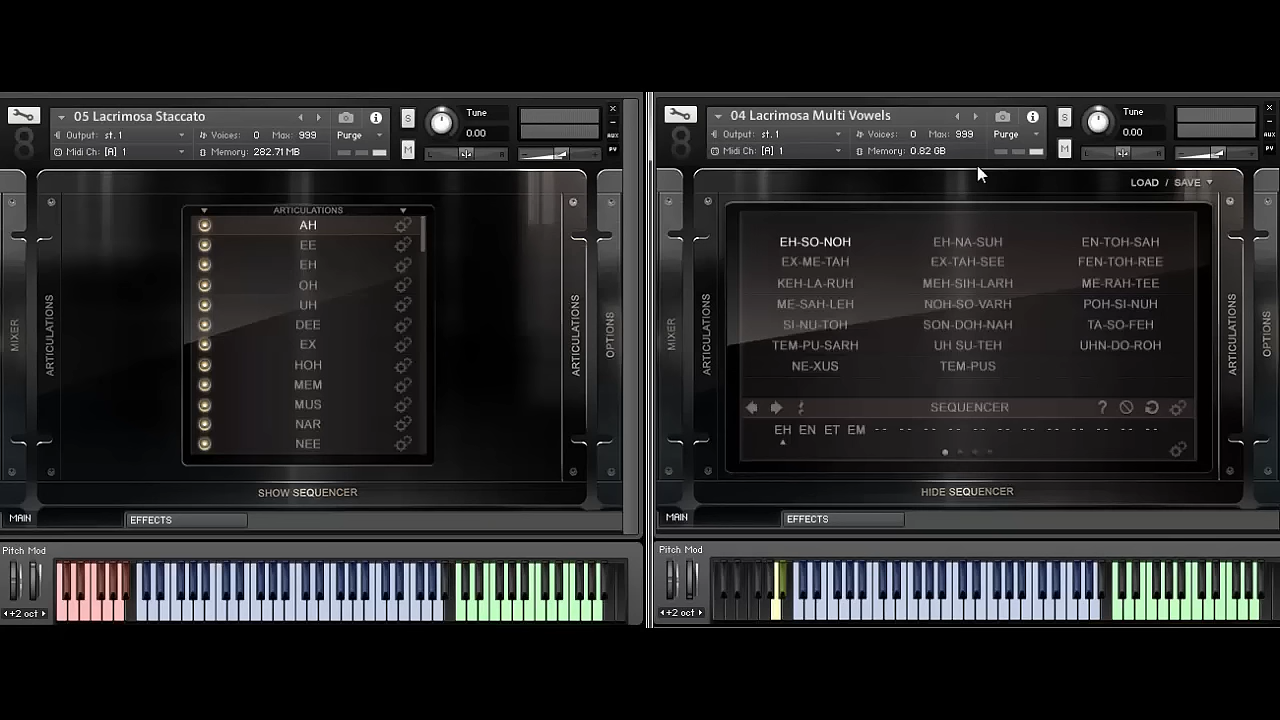 05 Lacrimosa Staccato
Output: st. 1
Voices: 0 Max: 999
Purge
Midi Ch: [A] 1
Memory: 282.71 MB
S
M
Tune
0.00
L R
AUX
PV
MIXER
ARTICULATIONS
ARTICULATIONS
AH
EE
EH
OH
UH
DEE
EX
HOH
MEM
MUS
NAR
NEE
ARTICULATIONS
OPTIONS
SHOW SEQUENCER
MAIN
EFFECTS
Pitch Mod
+2 oct
04 Lacrimosa Multi Vowels
Output: st. 1
Voices: 0 Max: 999
Purge
Midi Ch: [A] 1
Memory: 0.82 GB
S
M
Tune
0.00
L R
AUX
PV
LOAD / SAVE
MIXER
ARTICULATIONS
EH-SO-NOH EH-NA-SUH EN-TOH-SAH
EX-ME-TAH EX-TAH-SEE FEN-TOH-REE
KEH-LA-RUH MEH-SIH-LARH ME-RAH-TEE
ME-SAH-LEH NOH-SO-VARH POH-SI-NUH
SI-NU-TOH SON-DOH-NAH TA-SO-FEH
TEM-PU-SARH UH SU-TEH UHN-DO-ROH
NE-XUS TEM-PUS
SEQUENCER ?
EH EN ET EM -- -- -- -- -- -- -- -- -- -- -- --
ARTICULATIONS
OPTIONS
HIDE SEQUENCER
MAIN
EFFECTS
Pitch Mod
+2 oct